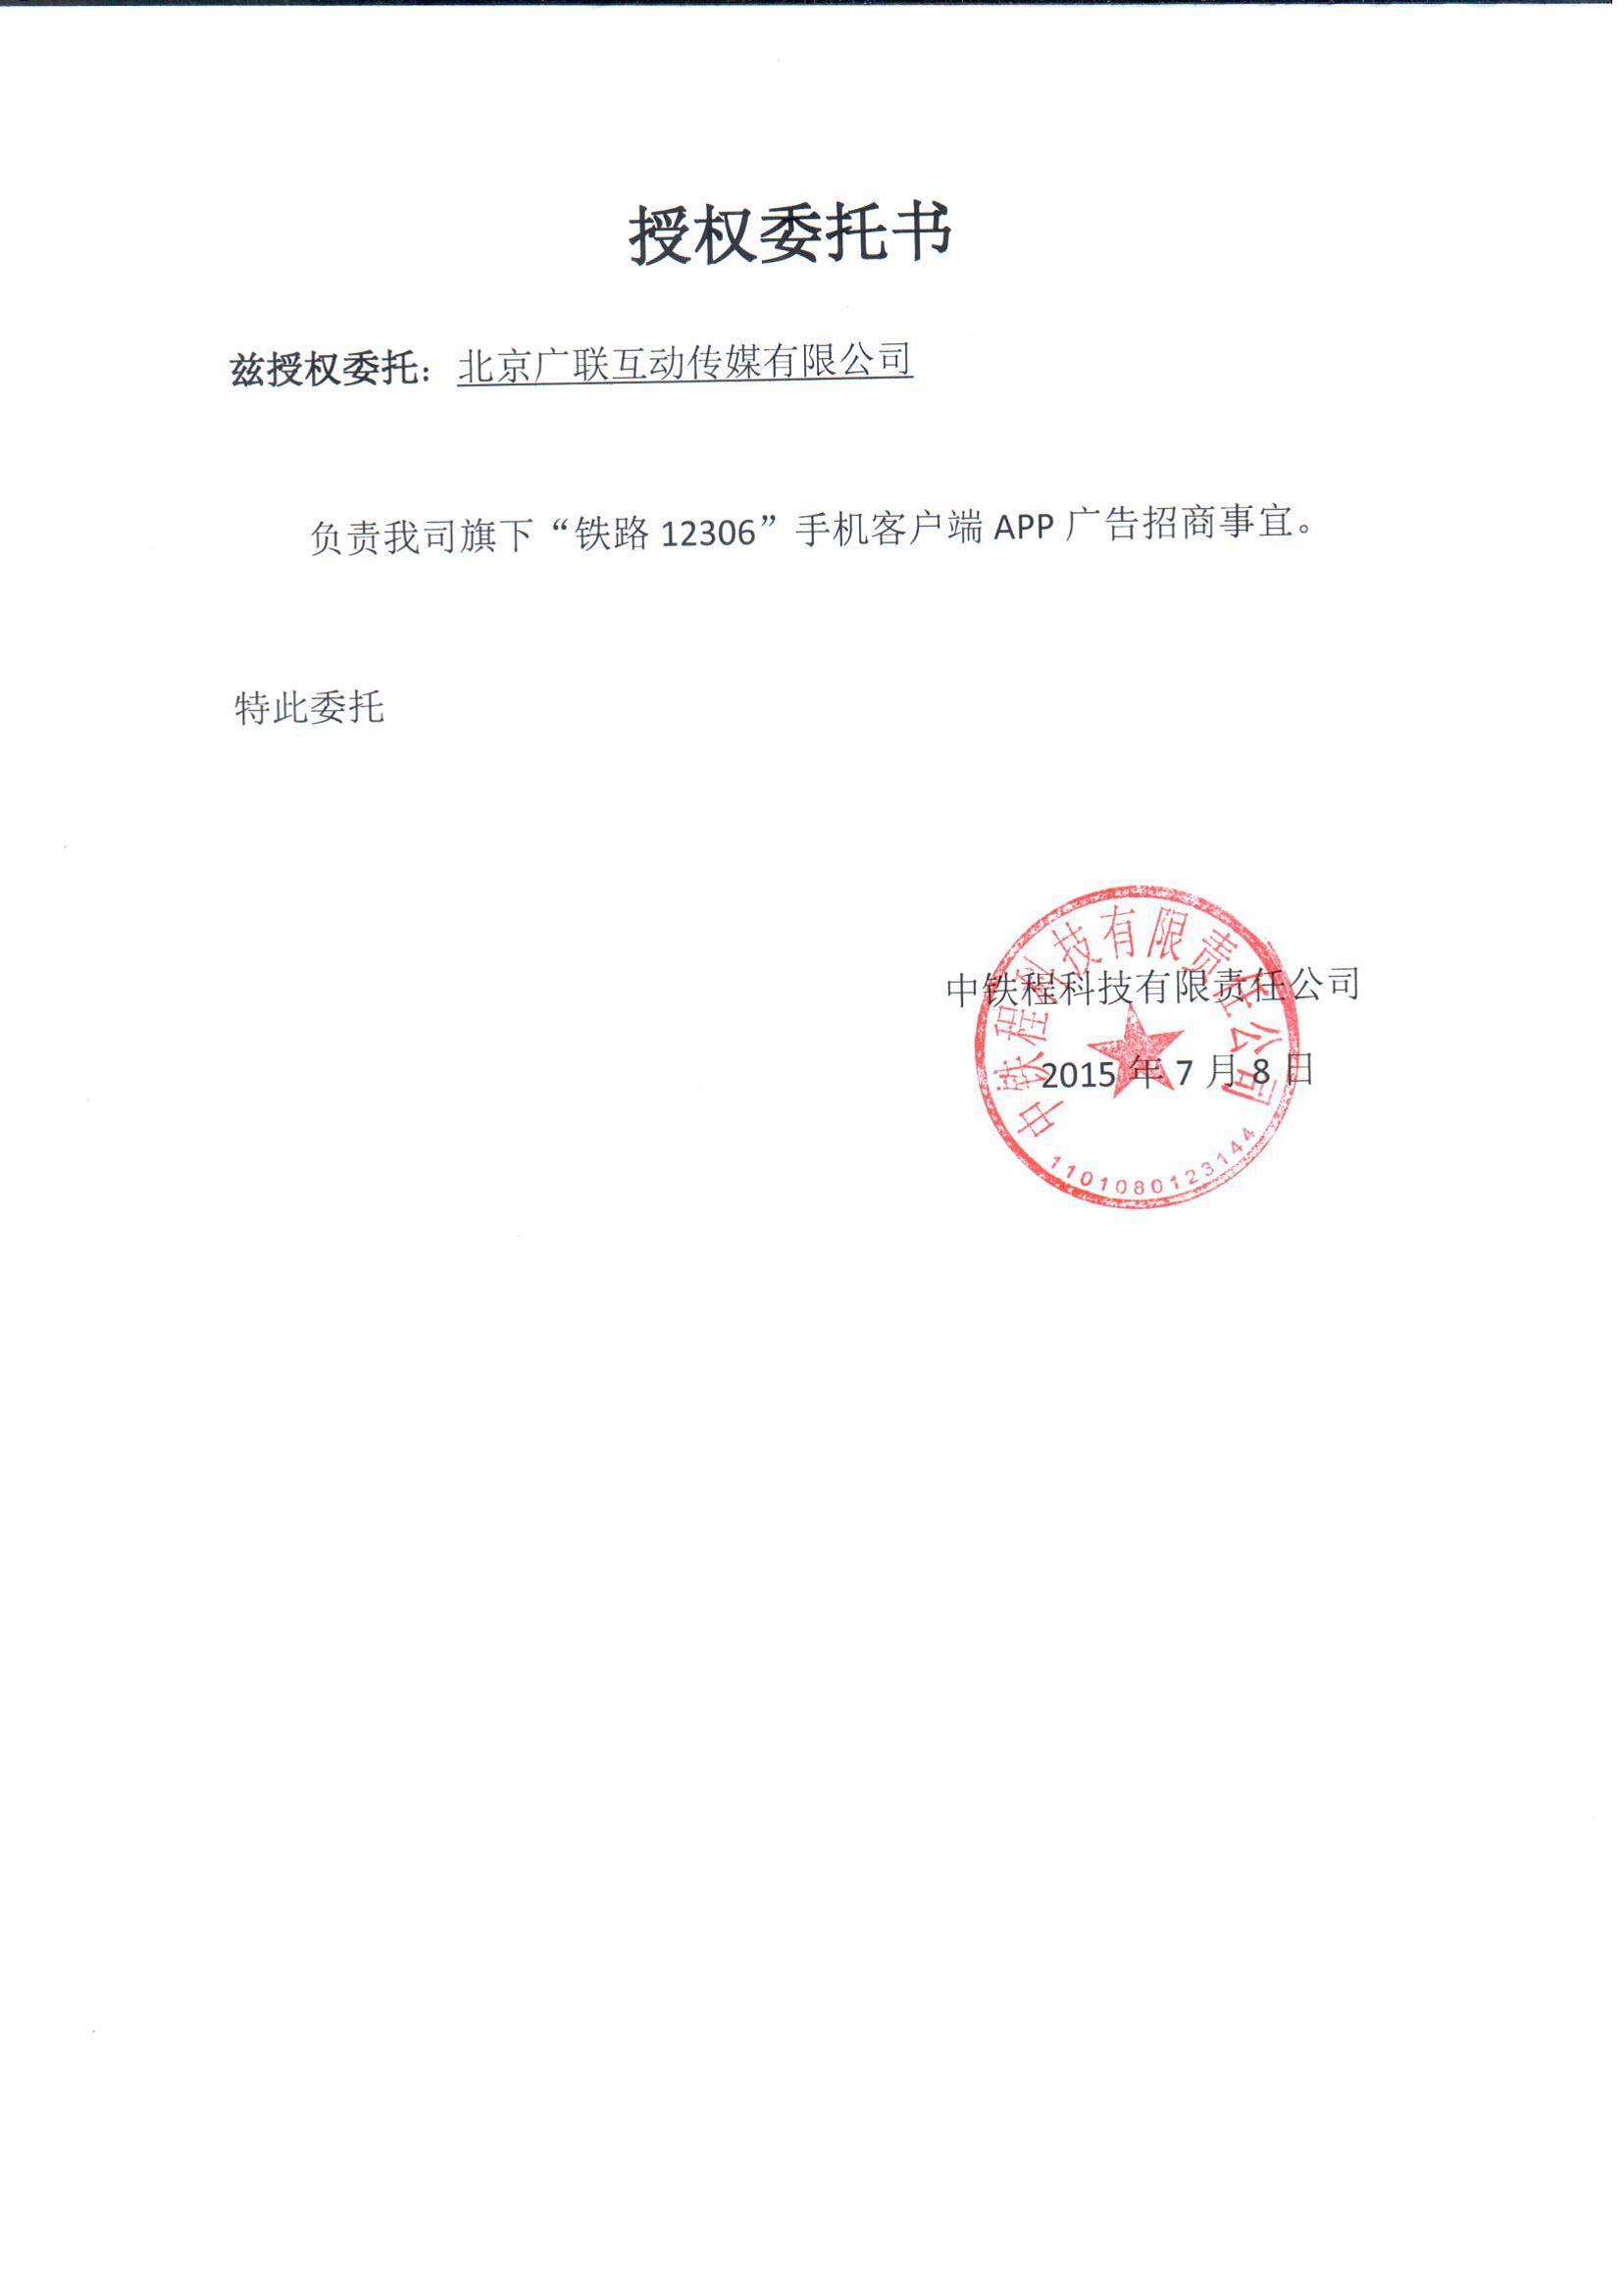 授权委托书
兹授权委托：北京广联互动传媒有限公司
负责我司旗下“铁路 12306”手机客户端 APP 广告招商事宜。
特此委托
中铁程科技有限责任公司
2015 年 7 月 8 日
中铁程科技有限责任公司
1101080123144